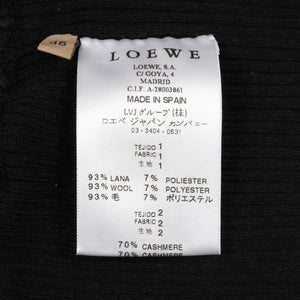 46
LOEWE
LOEWE, S.A.
C/ GOYA, 4
MADRID
C.I.F. A-28003861
MADE IN SPAIN
LVJ グループ (株)
ロエベ ジャパン カンパニー
03-3404-0631
TEJIDO 1
FABRIC 1
生地 1
93% LANA 7% POLIESTER
93% WOOL 7% POLYESTER
93% 毛 7% ポリエステル
TEJIDO 2
FABRIC 2
生地 2
70% CASHMERE
70% CASHMERE